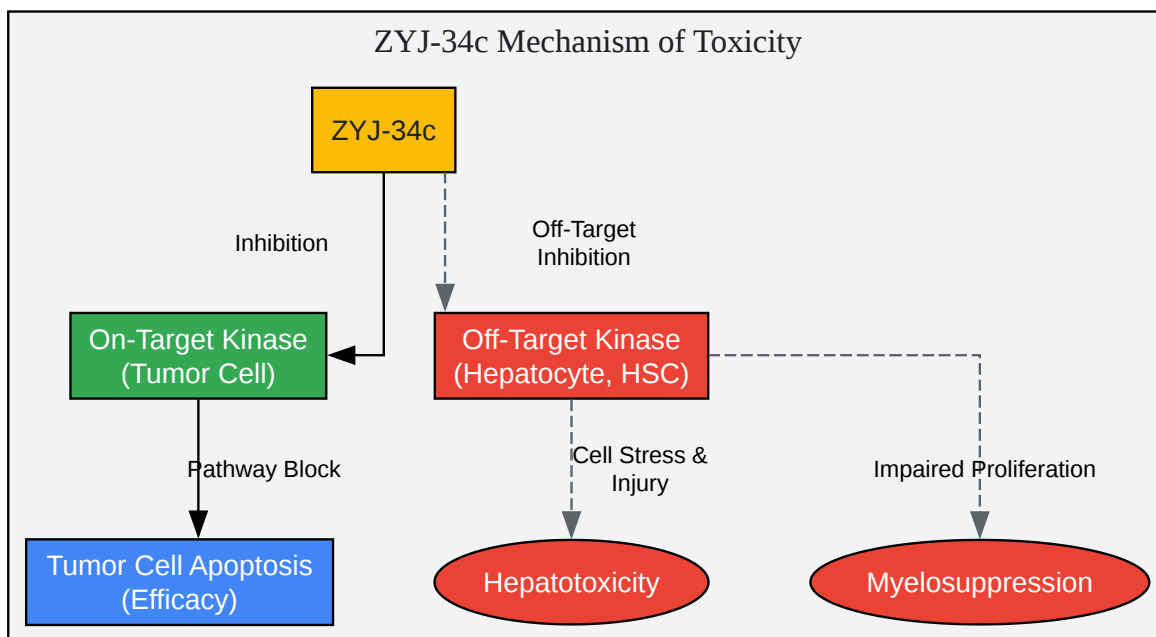 ZYJ-34c Mechanism of Toxicity
ZYJ-34c
Inhibition
Off-Target
Inhibition
On-Target Kinase
(Tumor Cell)
Off-Target Kinase
(Hepatocyte, HSC)
Pathway Block
Cell Stress &
Injury
Impaired Proliferation
Tumor Cell Apoptosis
(Efficacy)
Hepatotoxicity
Myelosuppression